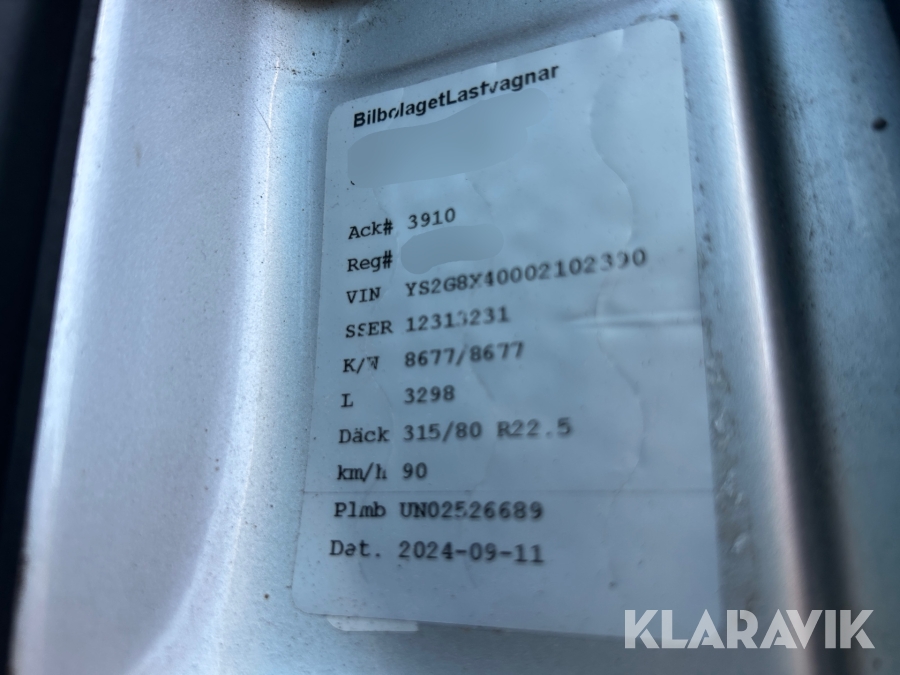 BilbolagetLastvagnar
Ack# 3910
Reg#
VIN YS2G8X40002102390
SSER 12313231
K/W 8677/8677
L 3298
Däck 315/80 R22.5
km/h 90
Plmb UN02526689
Dat. 2024-09-11
KLARAVIK